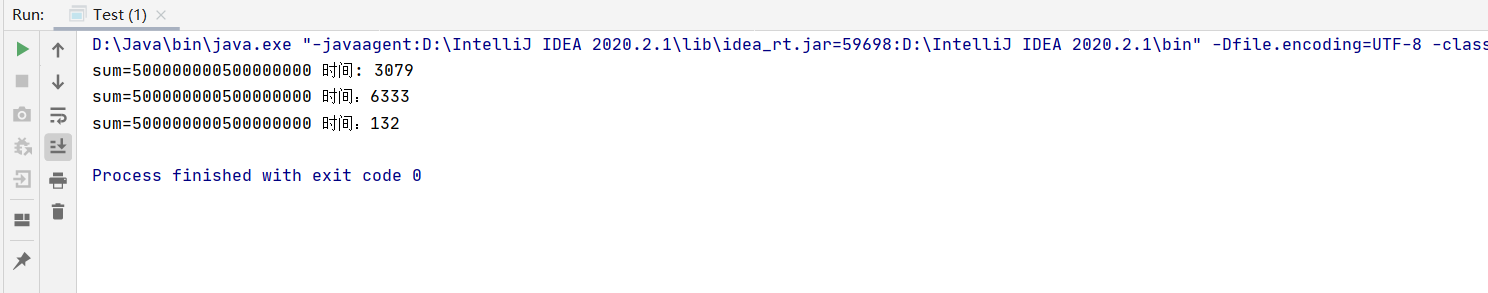 Run: Test (1)
D:\Java\bin\java.exe "-javaagent:D:\IntelliJ IDEA 2020.2.1\lib\idea_rt.jar=59698:D:\IntelliJ IDEA 2020.2.1\bin" -Dfile.encoding=UTF-8 -class
sum=500000000500000000 时间: 3079
sum=500000000500000000 时间：6333
sum=500000000500000000 时间：132
Process finished with exit code 0